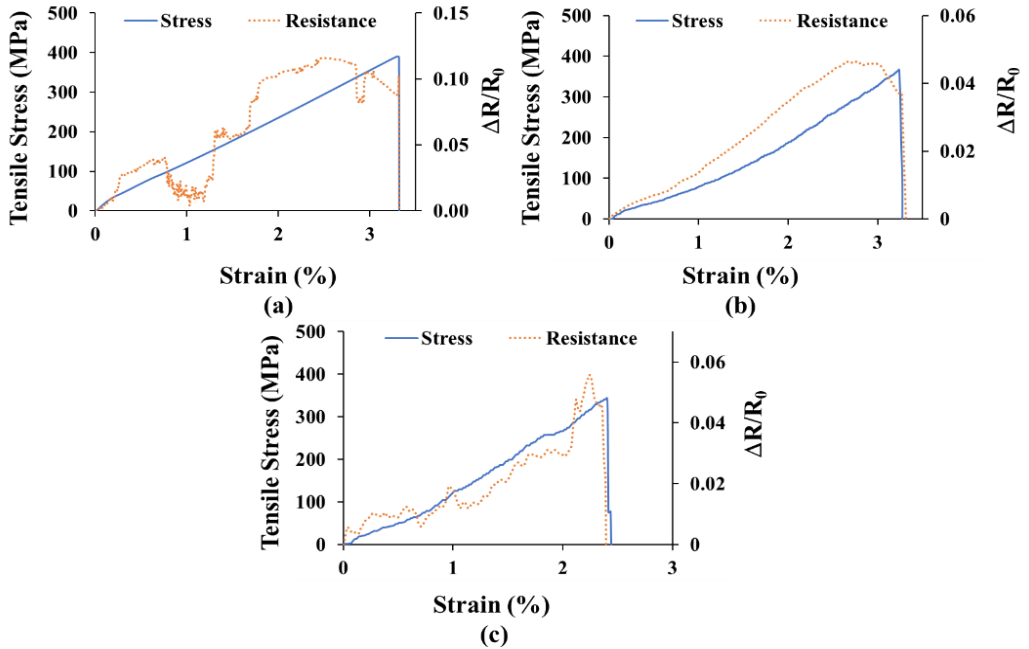 Stress Resistance
Tensile Stress (MPa)
500
400
300
200
100
0
0 1 2 3
0.15
0.10
0.05
0.00
ΔR/R0
Strain (%)
(a)
Stress Resistance
Tensile Stress (MPa)
500
400
300
200
100
0
0 1 2 3
0.06
0.04
0.02
0
ΔR/R0
Strain (%)
(b)
Stress Resistance
Tensile Stress (MPa)
500
400
300
200
100
0
0 1 2 3
0.06
0.04
0.02
0
ΔR/R0
Strain (%)
(c)